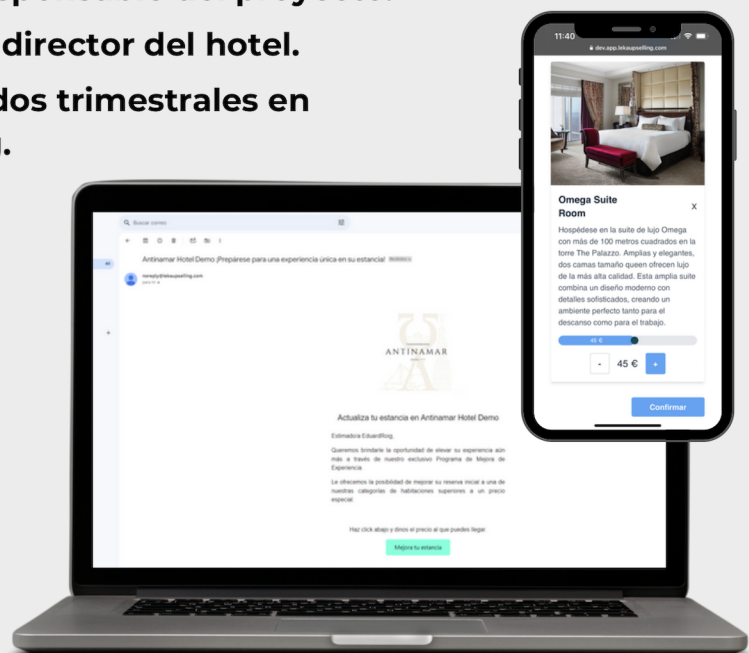 sponsable del proyecto.
director del hotel.
dos trimestrales en
11:40
dev.app.lekaupselling.com
Omega Suite
Room
X
Hospédese en la suite de lujo Omega
con más de 100 metros cuadrados en la
torre The Palazzo. Amplias y elegantes,
dos camas tamaño queen ofrecen lujo
de la más alta calidad. Esta amplia suite
combina un diseño moderno con
detalles sofisticados, creando un
ambiente perfecto tanto para el
descanso como para el trabajo.
45 €
- 45 € +
Confirmar
Buscar correo
Antinamar Hotel Demo ¡Prepárese para una experiencia única en su estancia!
noreply@lekaupselling.com
para mí
ANTINAMAR
Actualiza tu estancia en Antinamar Hotel Demo
Estimado/a EduardRoig,
Queremos brindarle la oportunidad de elevar su experiencia aún
más a través de nuestro exclusivo Programa de Mejora de
Experiencia.
Le ofrecemos la posibilidad de mejorar su reserva inicial a una de
nuestras categorías de habitaciones superiores a un precio
especial.
Haz click abajo y dinos el precio al que puedes llegar:
Mejora tu estancia